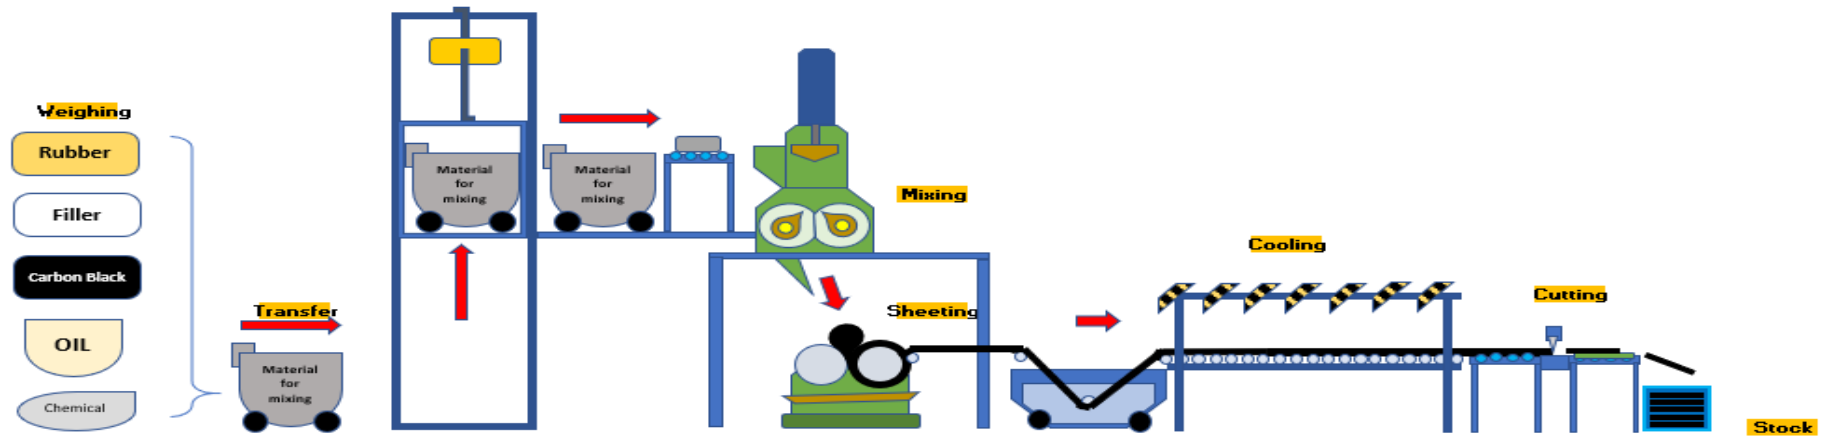 Weighing
Rubber
Filler
Carbon Black
OIL
Chemical
Transfer
Material
for
mixing
Material
for
mixing
Material
for
mixing
Mixing
Sheeting
Cooling
Cutting
Stock